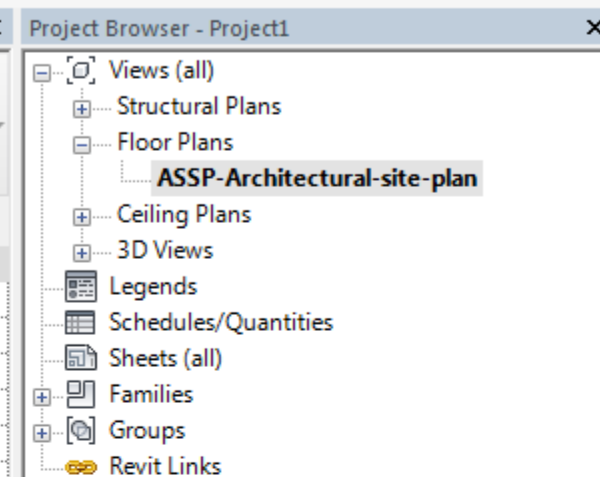 Project Browser - Project1
Views (all)
Structural Plans
Floor Plans
ASSP-Architectural-site-plan
Ceiling Plans
3D Views
Legends
Schedules/Quantities
Sheets (all)
Families
Groups
Revit Links